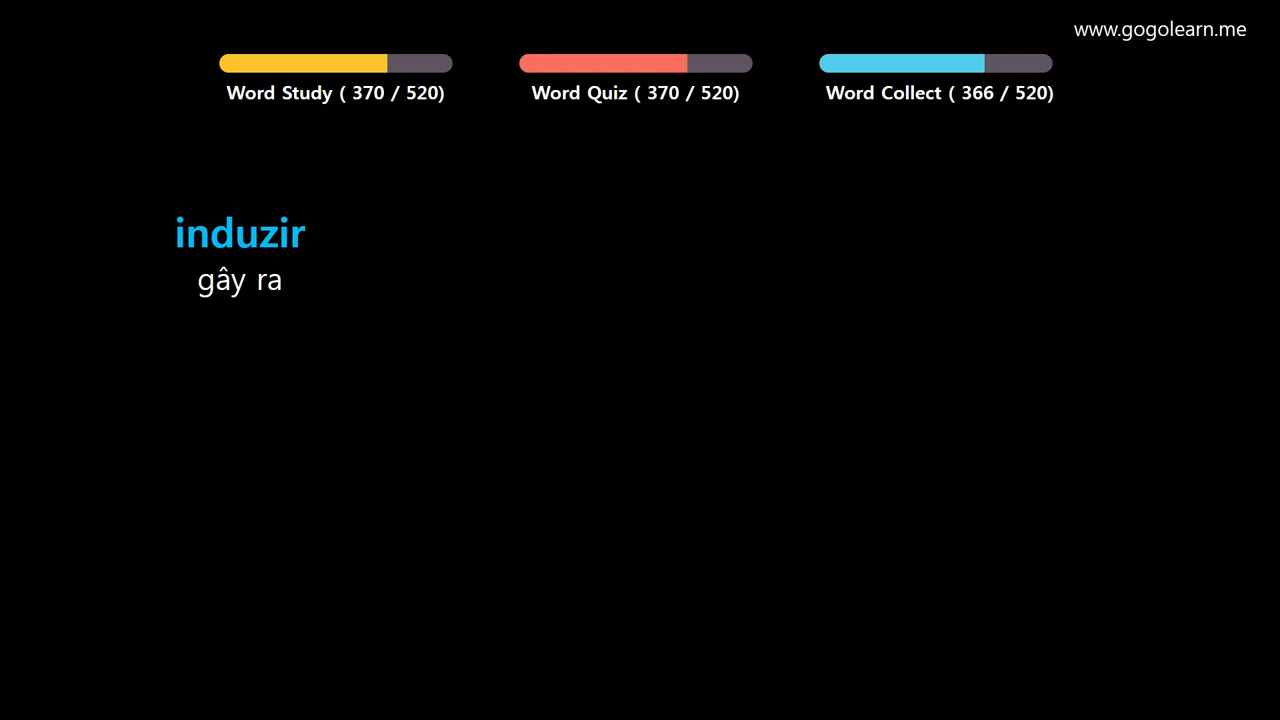 www.gogolearn.me
Word Study ( 370 / 520)
Word Quiz ( 370 / 520)
Word Collect ( 366 / 520)
induzir
gây ra